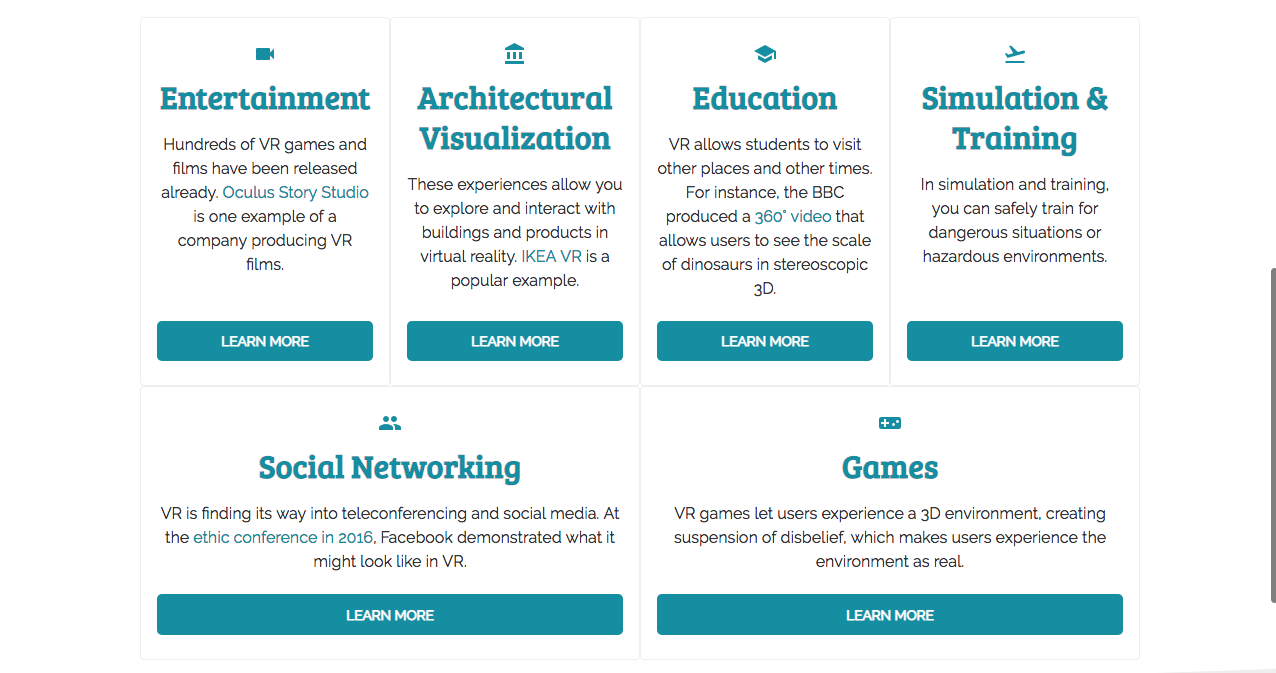 Entertainment
Hundreds of VR games and
films have been released
already. Oculus Story Studio
is one example of a
company producing VR
films.
LEARN MORE
Architectural
Visualization
These experiences allow you
to explore and interact with
buildings and products in
virtual reality. IKEA VR is a
popular example.
LEARN MORE
Education
VR allows students to visit
other places and other times.
For instance, the BBC
produced a 360° video that
allows users to see the scale
of dinosaurs in stereoscopic
3D.
LEARN MORE
Simulation &
Training
In simulation and training,
you can safely train for
dangerous situations or
hazardous environments.
LEARN MORE
Social Networking
VR is finding its way into teleconferencing and social media. At
the ethic conference in 2016, Facebook demonstrated what it
might look like in VR.
LEARN MORE
Games
VR games let users experience a 3D environment, creating
suspension of disbelief, which makes users experience the
environment as real.
LEARN MORE